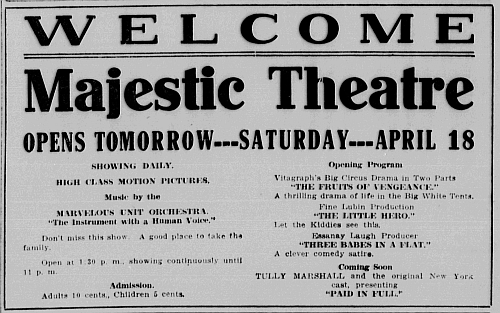 WELCOME
Majestic Theatre
OPENS TOMORROW---SATURDAY---APRIL 18
SHOWING DAILY.
HIGH CLASS MOTION PICTURES.
Music by the
MARVELOUS UNIT ORCHESTRA.
"The Instrument with a Human Voice."
Don't miss this show. A good place to take the
family.
Open at 1:30 p. m., showing continuously until
11 p. m.
Admission.
Adults 10 cents., Children 5 cents.
Opening Program
Vitagraph's Big Circus Drama in Two Parts
"THE FRUITS OF VENGEANCE."
A thrilling drama of life in the Big White Tents.
Fine Lubin Production
"THE LITTLE HERO."
Let the Kiddies see this.
Essanay Laugh Producer
"THREE BABES IN A FLAT."
A clever comedy satire.
Coming Soon
TULLY MARSHALL and the original New York
cast, presenting
"PAID IN FULL."